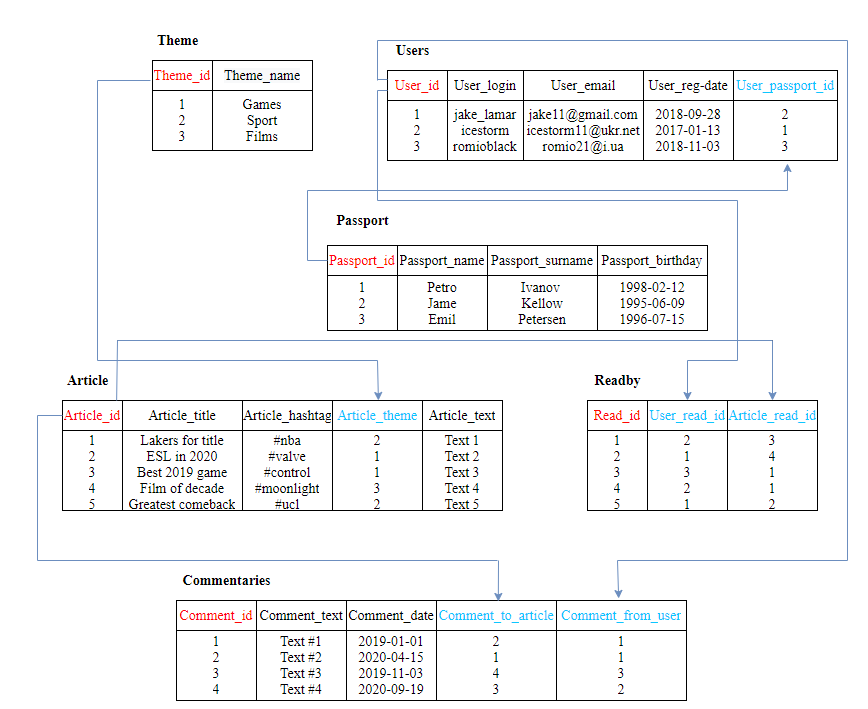 Theme
Theme_id Theme_name
1 Games
2 Sport
3 Films
Users
User_id User_login User_email User_reg-date User_passport_id
1 jake_lamar jake11@gmail.com 2018-09-28 2
2 icestorm icestorm11@ukr.net 2017-01-13 1
3 romioblack romio21@i.ua 2018-11-03 3
Passport
Passport_id Passport_name Passport_surname Passport_birthday
1 Petro Ivanov 1998-02-12
2 Jame Kellow 1995-06-09
3 Emil Petersen 1996-07-15
Article
Article_id Article_title Article_hashtag Article_theme Article_text
1 Lakers for title #nba 2 Text 1
2 ESL in 2020 #valve 1 Text 2
3 Best 2019 game #control 1 Text 3
4 Film of decade #moonlight 3 Text 4
5 Greatest comeback #ucl 2 Text 5
Readby
Read_id User_read_id Article_read_id
1 2 3
2 1 4
3 3 1
4 2 1
5 1 2
Commentaries
Comment_id Comment_text Comment_date Comment_to_article Comment_from_user
1 Text #1 2019-01-01 2 1
2 Text #2 2020-04-15 1 1
3 Text #3 2019-11-03 4 3
4 Text #4 2020-09-19 3 2